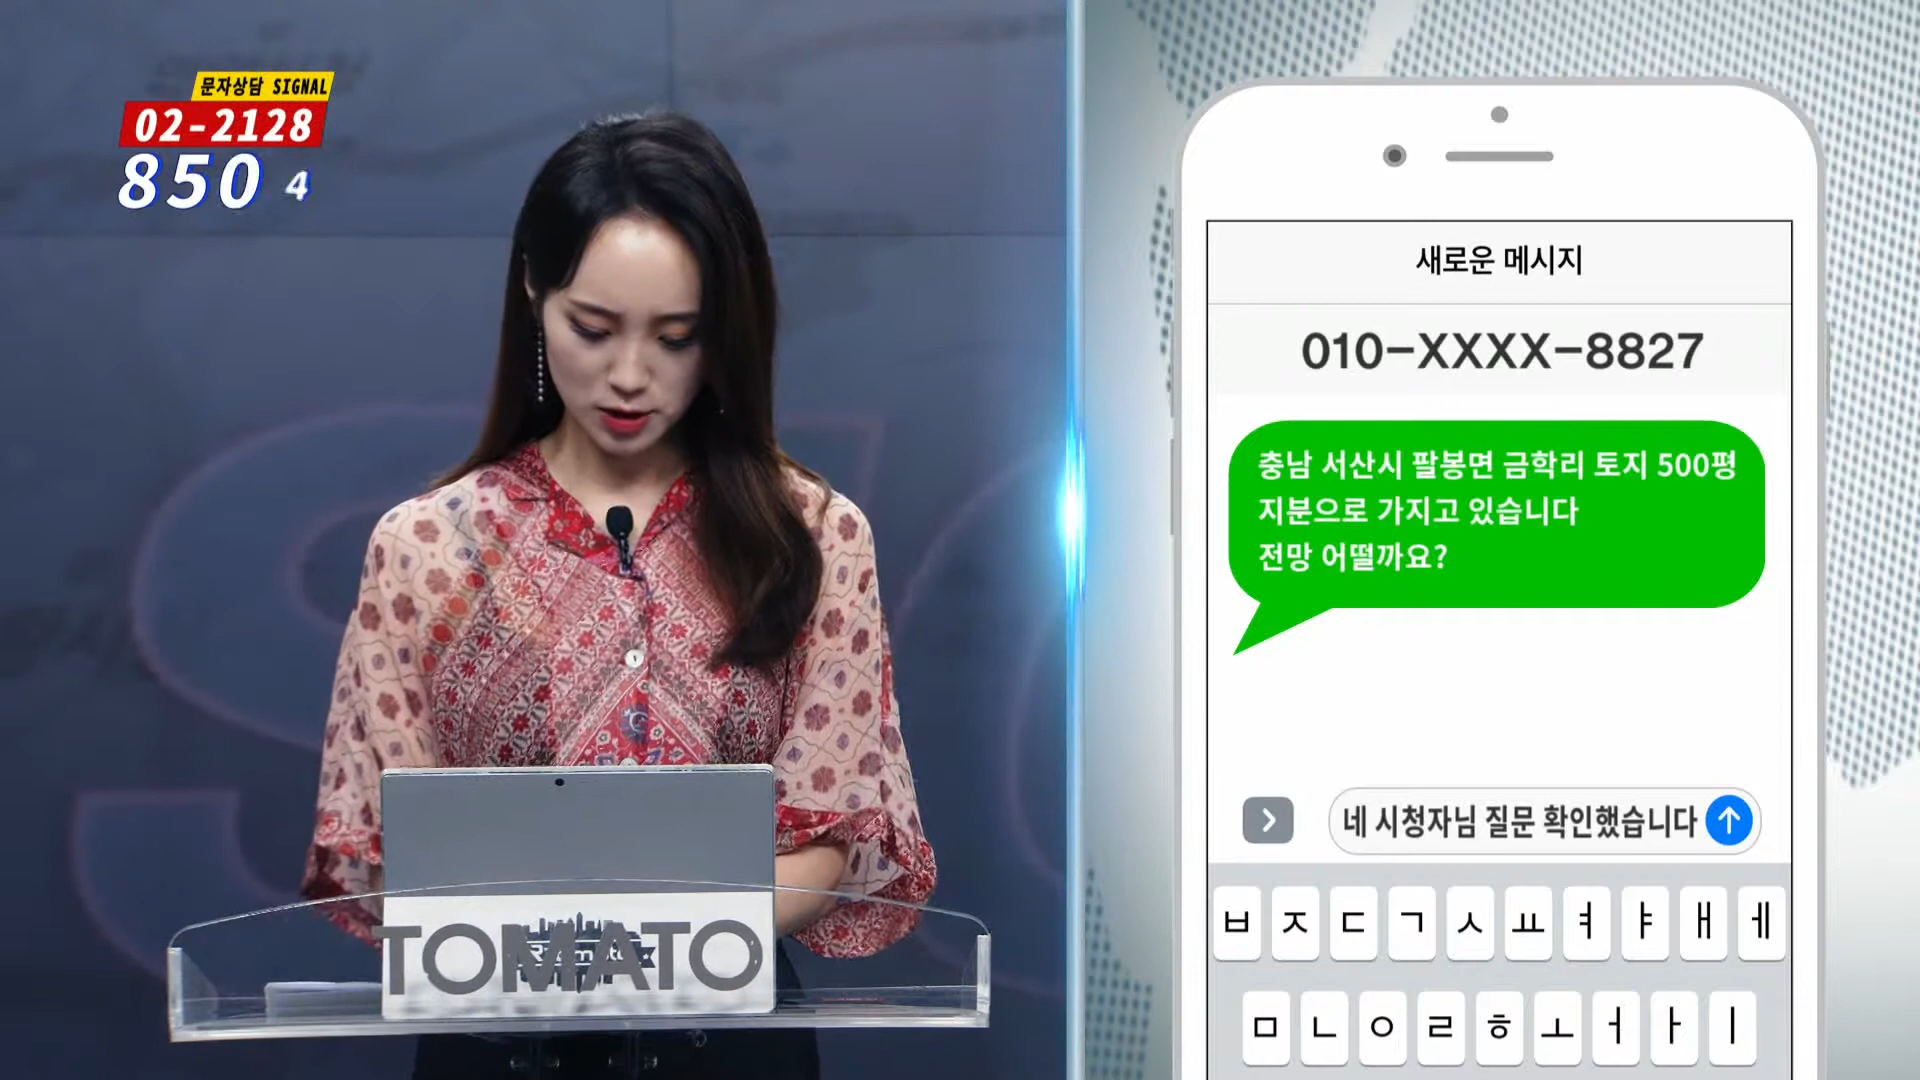 문자상담 SIGNAL
02-2128
850 4
새로운 메시지
010-XXXX-8827
충남 서산시 팔봉면 금학리 토지 500평
지분으로 가지고 있습니다
전망 어떨까요?
네 시청자님 질문 확인했습니다
ㅂ ㅈ ㄷ ㄱ ㅅ ㅛ ㅕ ㅑ ㅐ ㅔ
ㅁ ㄴ ㅇ ㄹ ㅎ ㅗ ㅓ ㅏ ㅣ
TOMATO